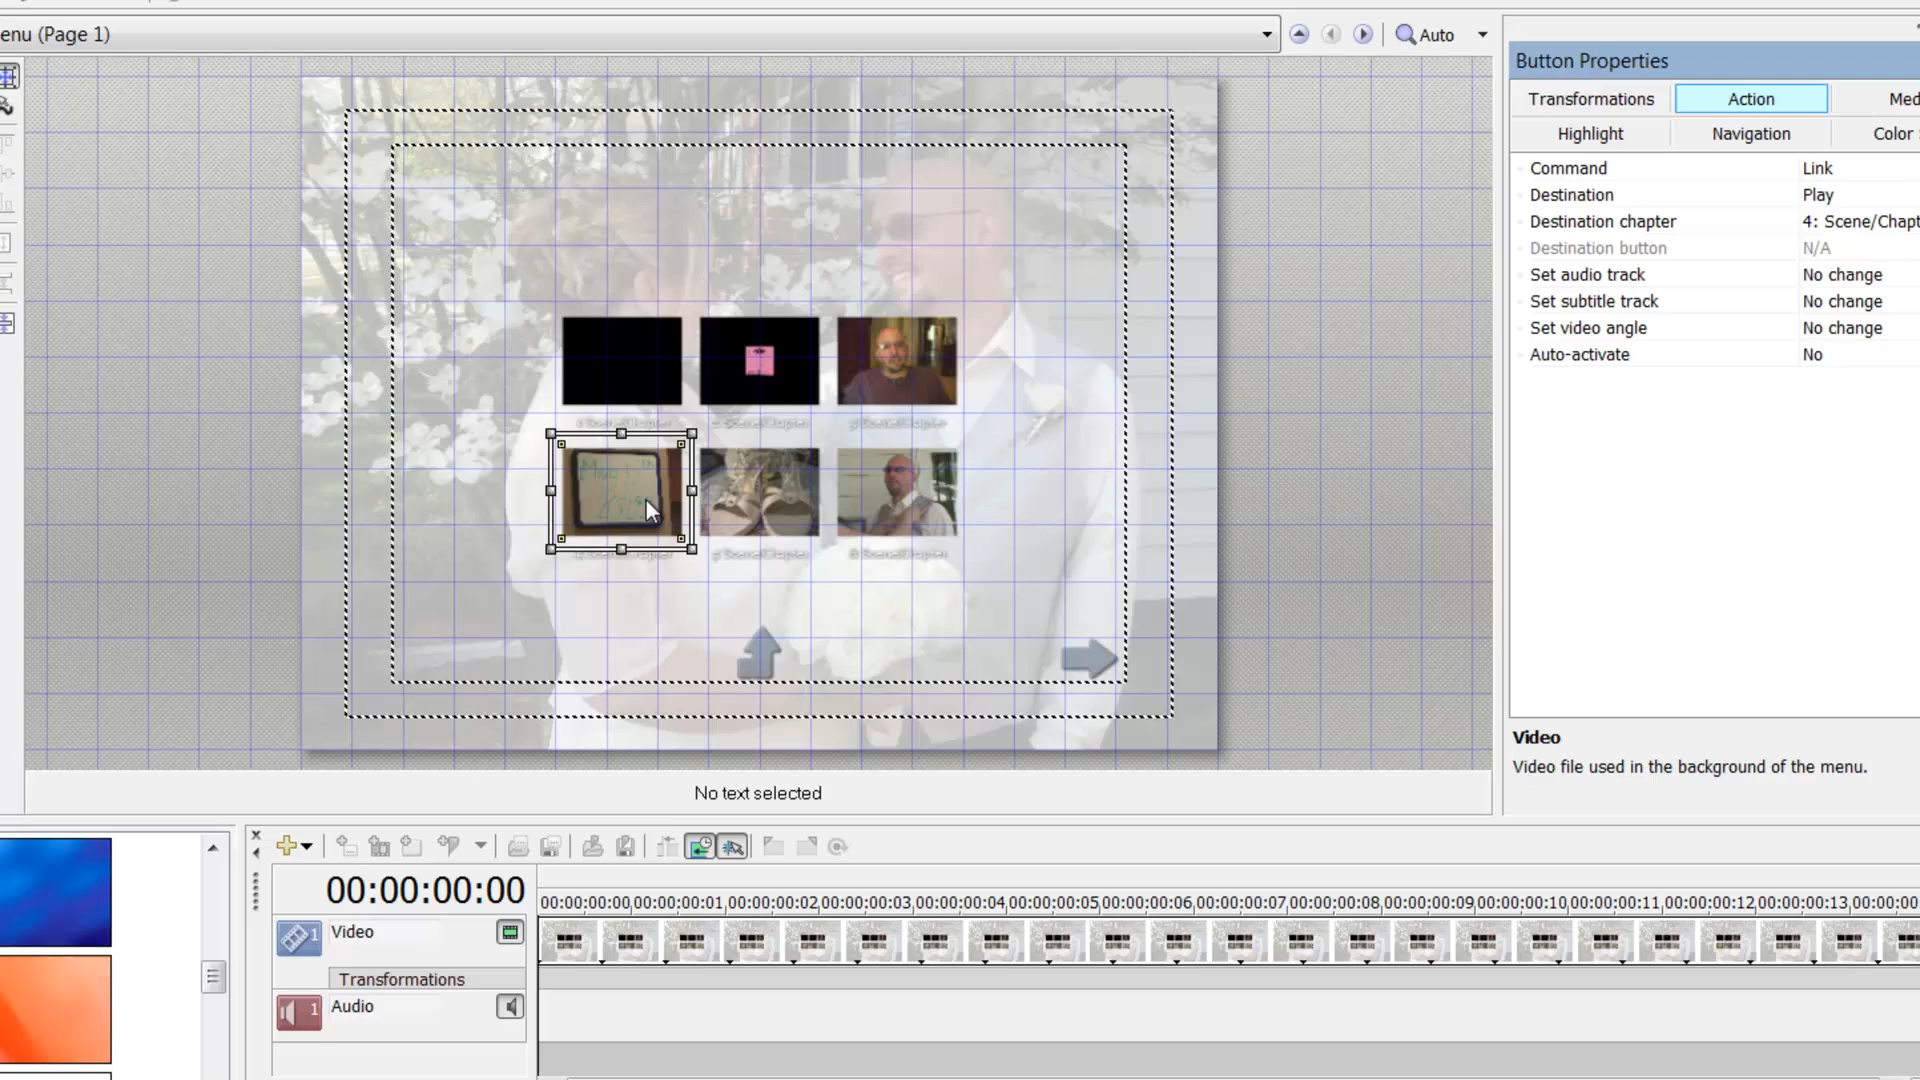 enu (Page 1)
Auto
Button Properties
Transformations Action Med
Highlight Navigation Color
Command Link
Destination Play
Destination chapter 4: Scene/Chapt
Destination button N/A
Set audio track No change
Set subtitle track No change
Set video angle No change
Auto-activate No
Video
Video file used in the background of the menu.
No text selected
00:00:00:00
00:00:00:00 00:00:00:01 00:00:00:02 00:00:00:03 00:00:00:04 00:00:00:05 00:00:00:06 00:00:00:07 00:00:00:08 00:00:00:09 00:00:00:10 00:00:00:11 00:00:00:12 00:00:00:13 00:00:00
1 Video
Transformations
1 Audio